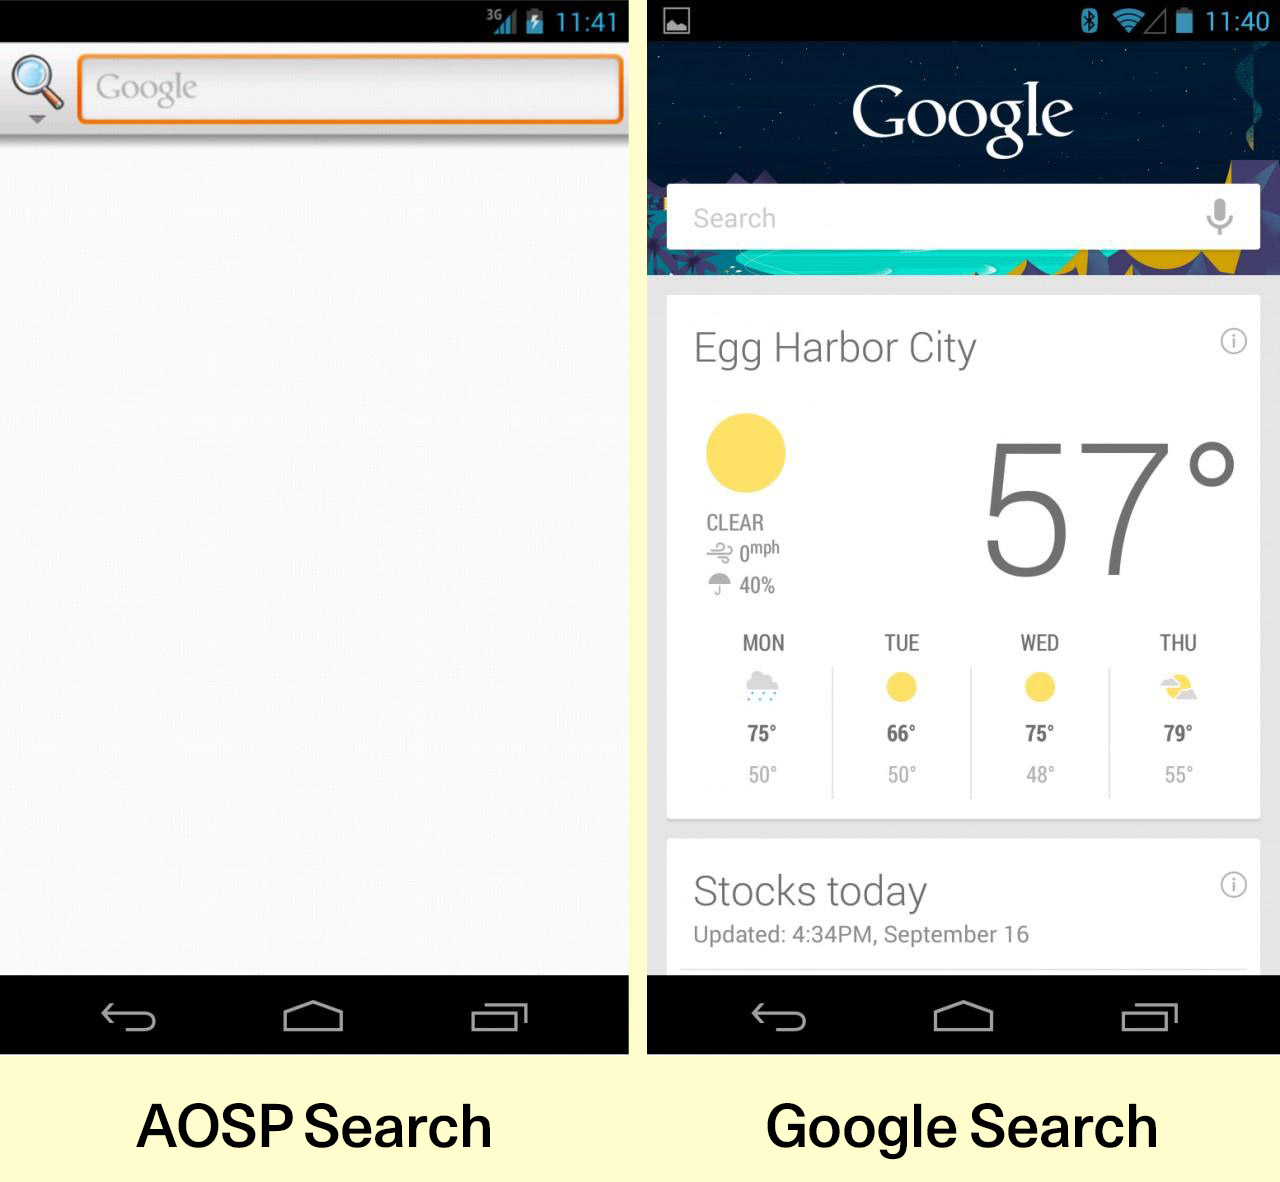 3G 11:41
Google
AOSP Search
11:40
Google
Search
Egg Harbor City
57°
CLEAR
0mph
40%
MON TUE WED THU
75° 66° 75° 79°
50° 50° 48° 55°
Stocks today
Updated: 4:34PM, September 16
Google Search